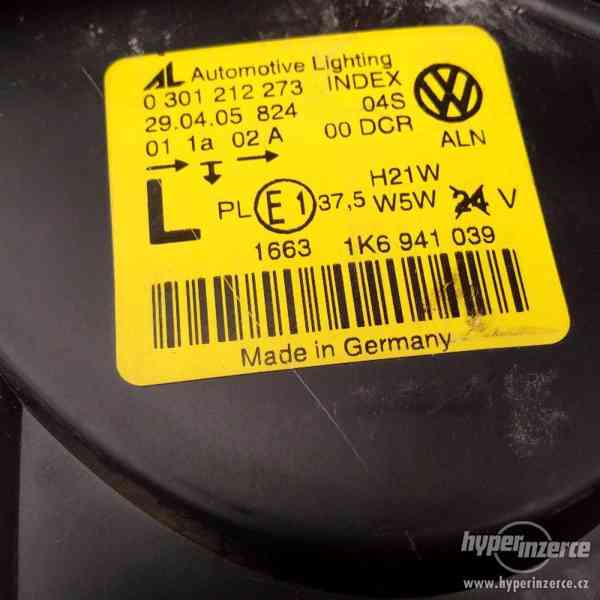 AL Automotive Lighting
0 301 212 273 INDEX
29.04.05 824 04S
01 1a 02 A 00 DCR ALN
L PL E1 37,5 H21W
W5W 24 V
1663 1K6 941 039
Made in Germany
hyperinzerce
www.hyperinzerce.cz